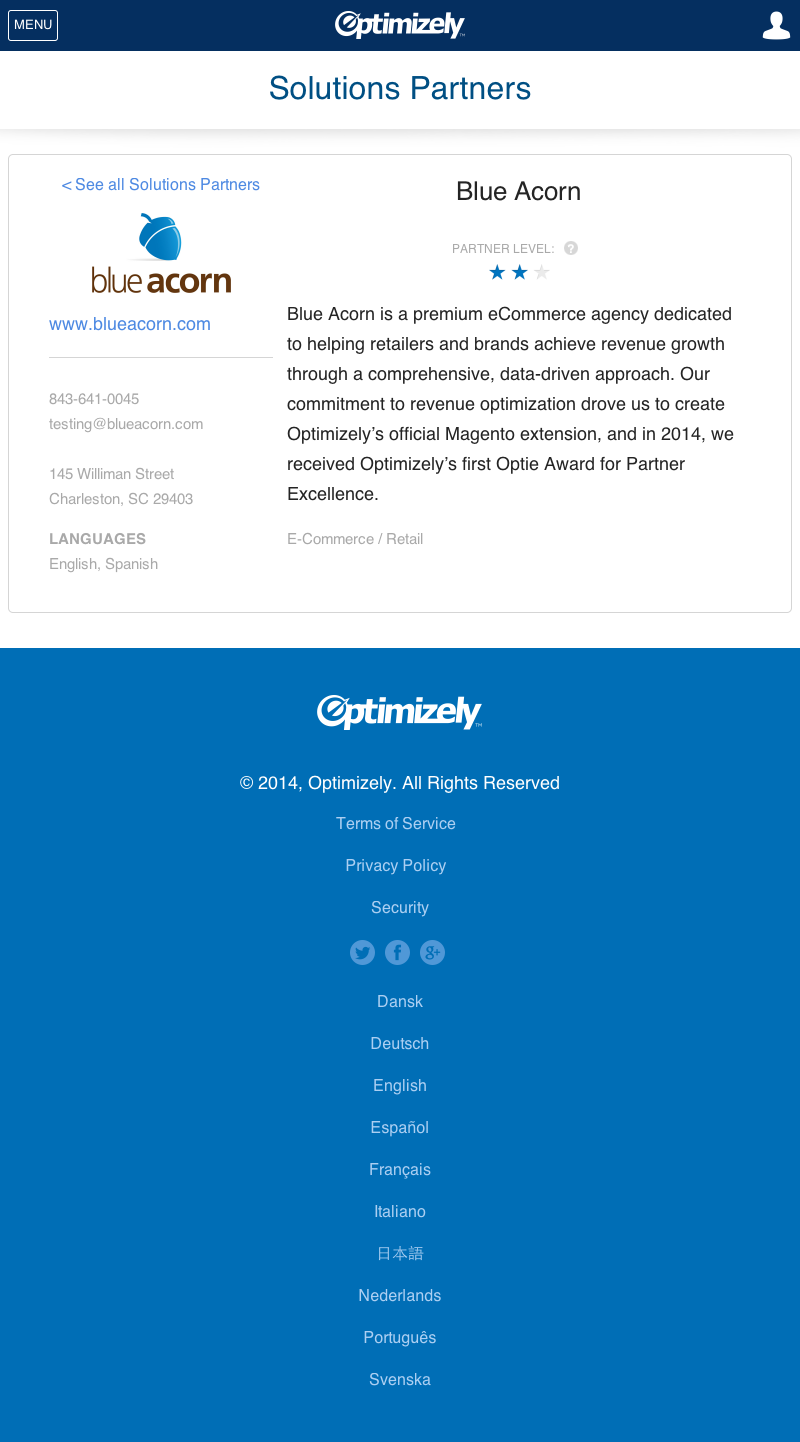 MENU
Optimizely
Solutions Partners
< See all Solutions Partners
blue acorn
www.blueacorn.com
843-641-0045
testing@blueacorn.com
145 Williman Street
Charleston, SC 29403
LANGUAGES
English, Spanish
Blue Acorn
PARTNER LEVEL: ?
Blue Acorn is a premium eCommerce agency dedicated
to helping retailers and brands achieve revenue growth
through a comprehensive, data-driven approach. Our
commitment to revenue optimization drove us to create
Optimizely’s official Magento extension, and in 2014, we
received Optimizely’s first Optie Award for Partner
Excellence.
E-Commerce / Retail
Optimizely
© 2014, Optimizely. All Rights Reserved
Terms of Service
Privacy Policy
Security
Dansk
Deutsch
English
Español
Français
Italiano
日本語
Nederlands
Português
Svenska